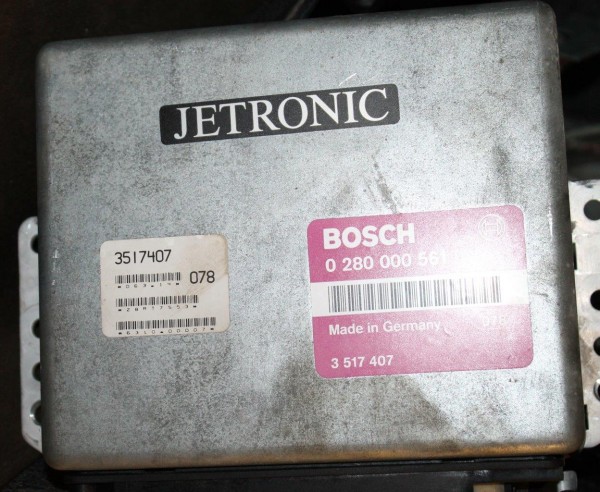 JETRONIC
3517407
078
BOSCH
0 280 000 561
Made in Germany
3 517 407